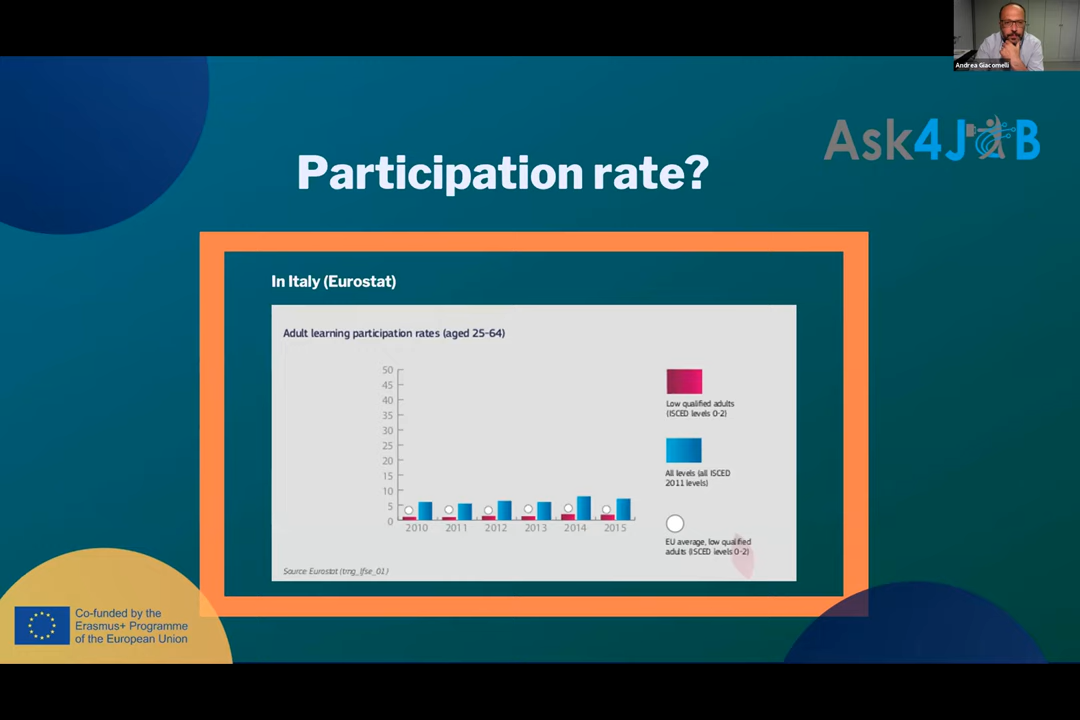 Andrea Giacomelli
Ask4JOB
Participation rate?
In Italy (Eurostat)
Adult learning participation rates (aged 25-64)
50
45
40
35
30
25
20
15
10
5
0
2010 2011 2012 2013 2014 2015
Low qualified adults
(ISCED levels 0-2)
All levels (all ISCED
2011 levels)
EU average, low qualified
adults (ISCED levels 0-2)
Source: Eurostat (trng_lfse_01)
Co-funded by the
Erasmus+ Programme
of the European Union